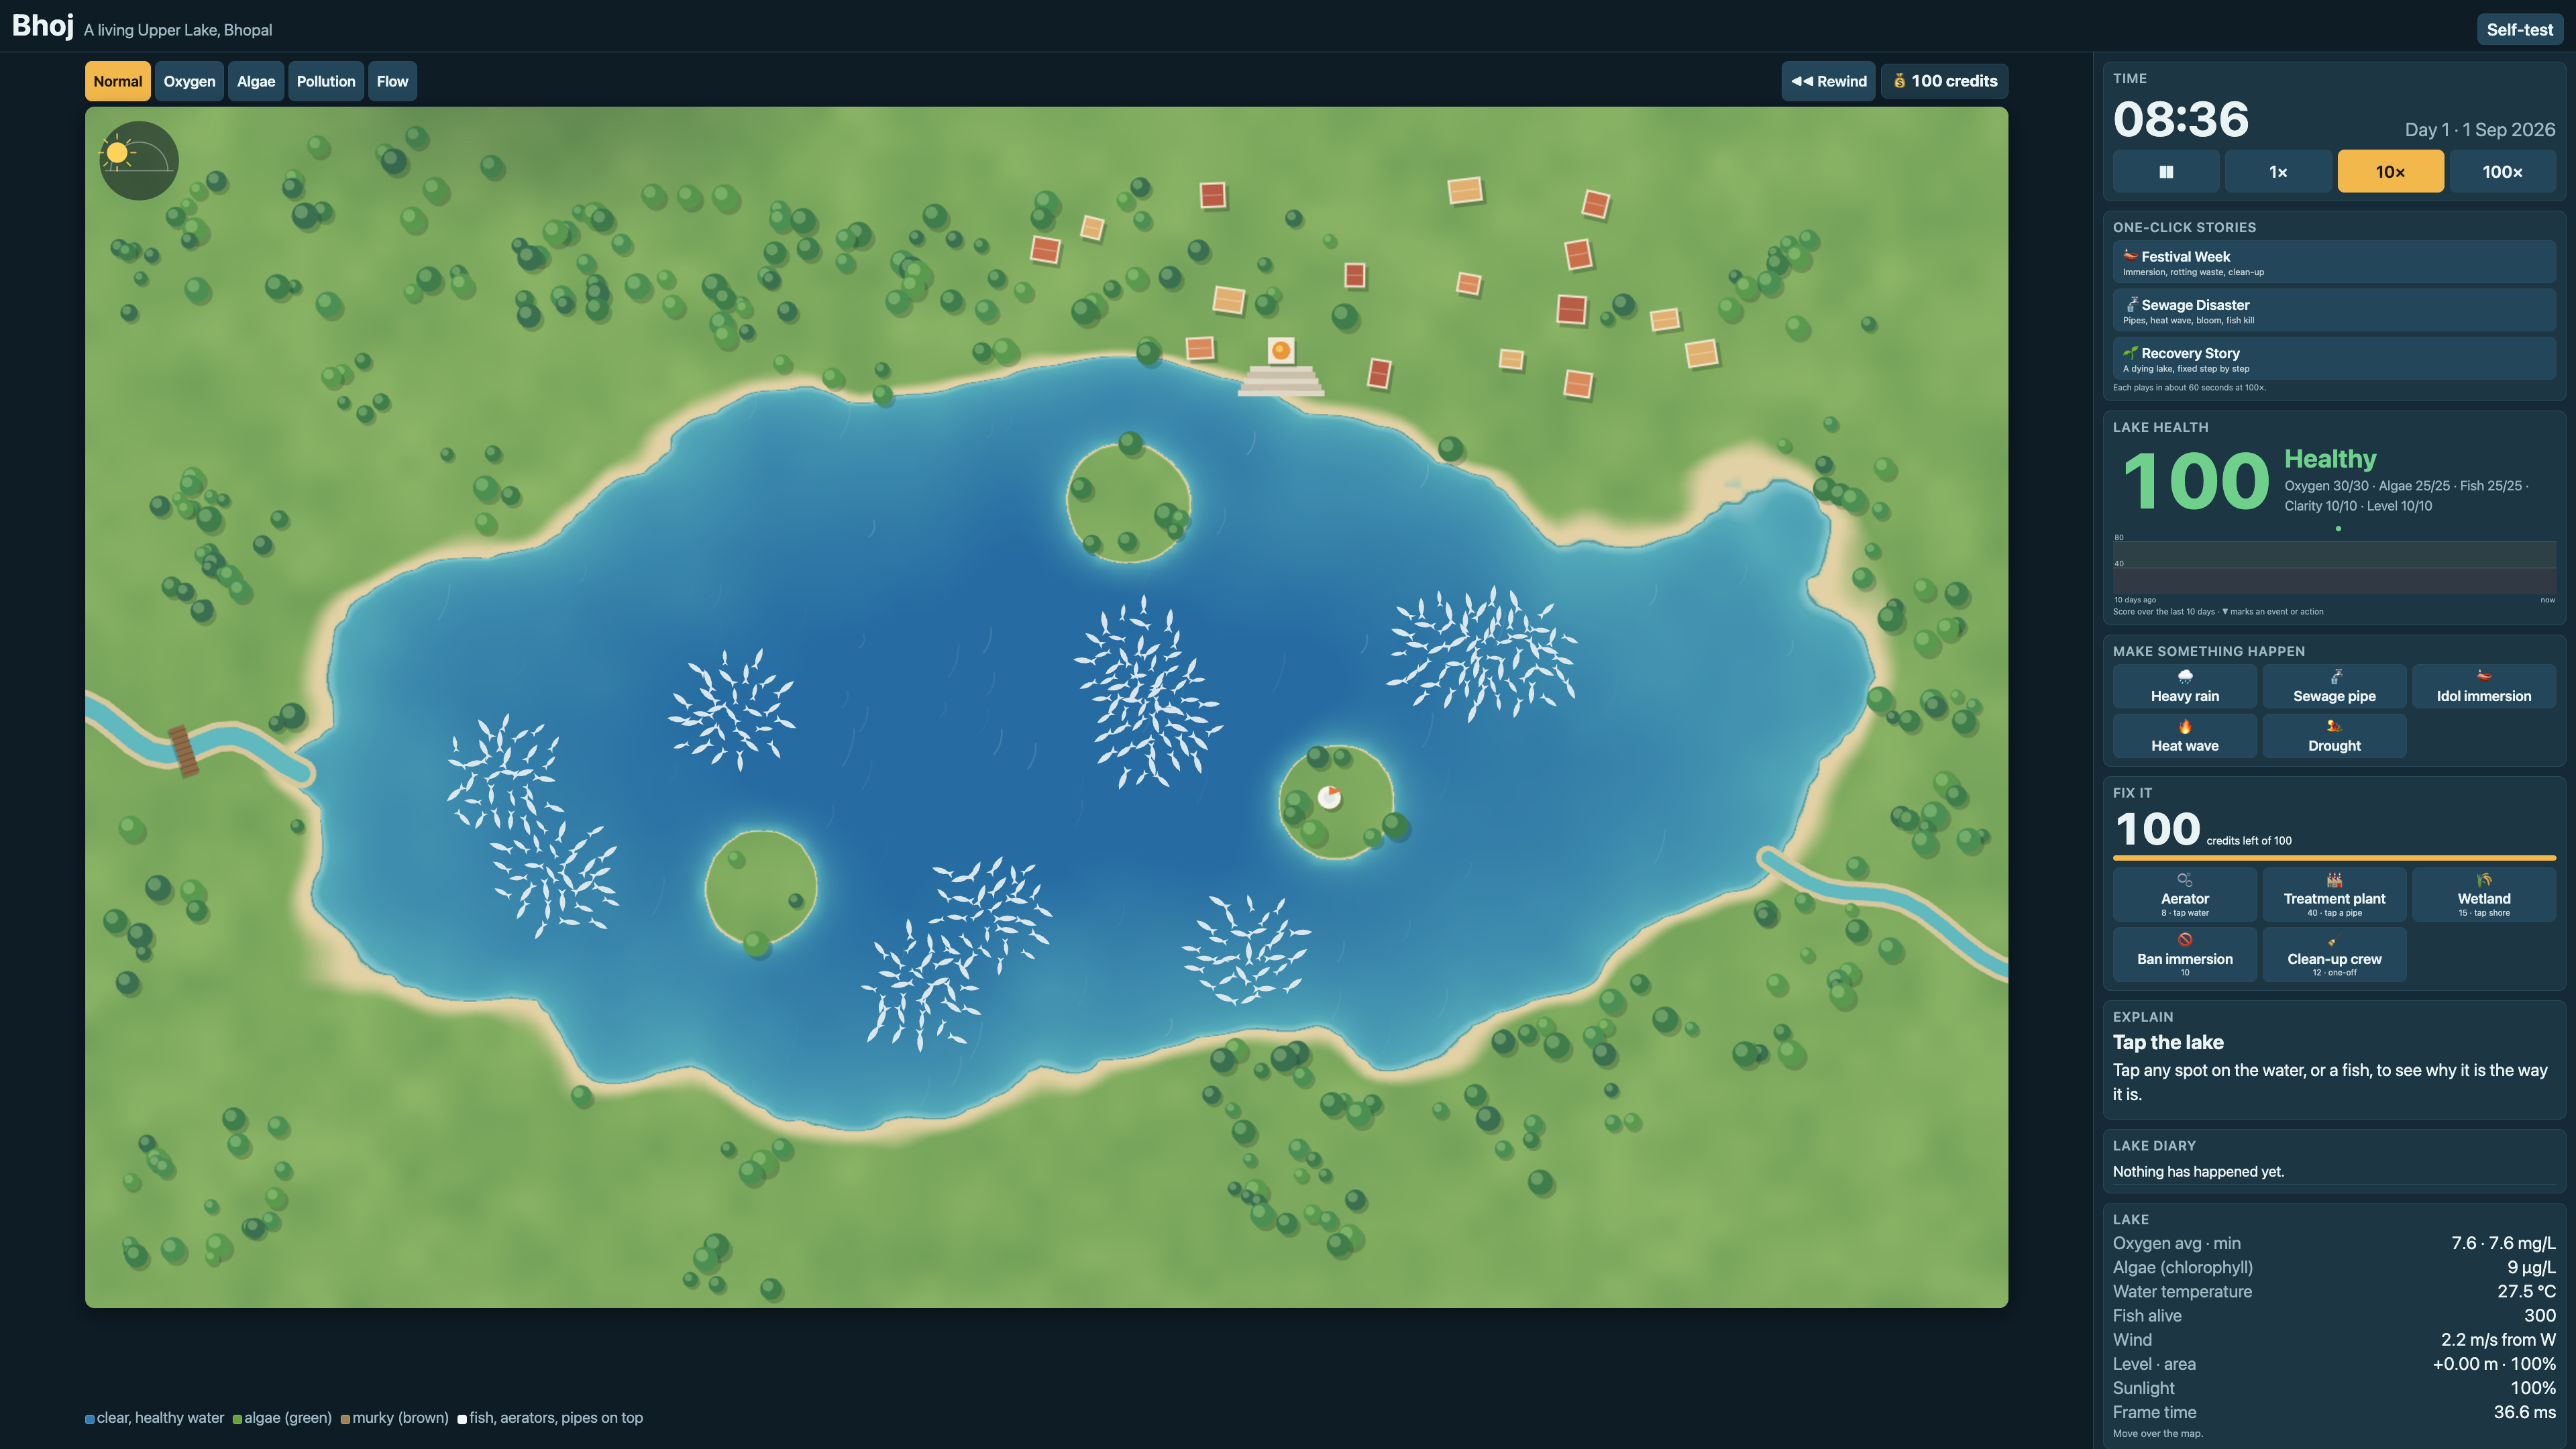 Bhoj A living Upper Lake, Bhopal
Self-test
Normal Oxygen Algae Pollution Flow
◀◀ Rewind
100 credits
TIME
08:36
Day 1 · 1 Sep 2026
1× 10× 100×
ONE-CLICK STORIES
Festival Week
Immersion, rotting waste, clean-up
Sewage Disaster
Pipes, heat wave, bloom, fish kill
Recovery Story
A dying lake, fixed step by step
Each plays in about 60 seconds at 100×.
LAKE HEALTH
100
Healthy
Oxygen 30/30 · Algae 25/25 · Fish 25/25 ·
Clarity 10/10 · Level 10/10
80
40
10 days ago
now
Score over the last 10 days · ▼ marks an event or action
MAKE SOMETHING HAPPEN
Heavy rain
Sewage pipe
Idol immersion
Heat wave
Drought
FIX IT
100 credits left of 100
Aerator
8 · tap water
Treatment plant
40 · tap a pipe
Wetland
15 · tap shore
Ban immersion
10
Clean-up crew
12 · one-off
EXPLAIN
Tap the lake
Tap any spot on the water, or a fish, to see why it is the way
it is.
LAKE DIARY
Nothing has happened yet.
LAKE
Oxygen avg · min 7.6 · 7.6 mg/L
Algae (chlorophyll) 9 µg/L
Water temperature 27.5 °C
Fish alive 300
Wind 2.2 m/s from W
Level · area +0.00 m · 100%
Sunlight 100%
Frame time 36.6 ms
Move over the map.
clear, healthy water algae (green) murky (brown) fish, aerators, pipes on top